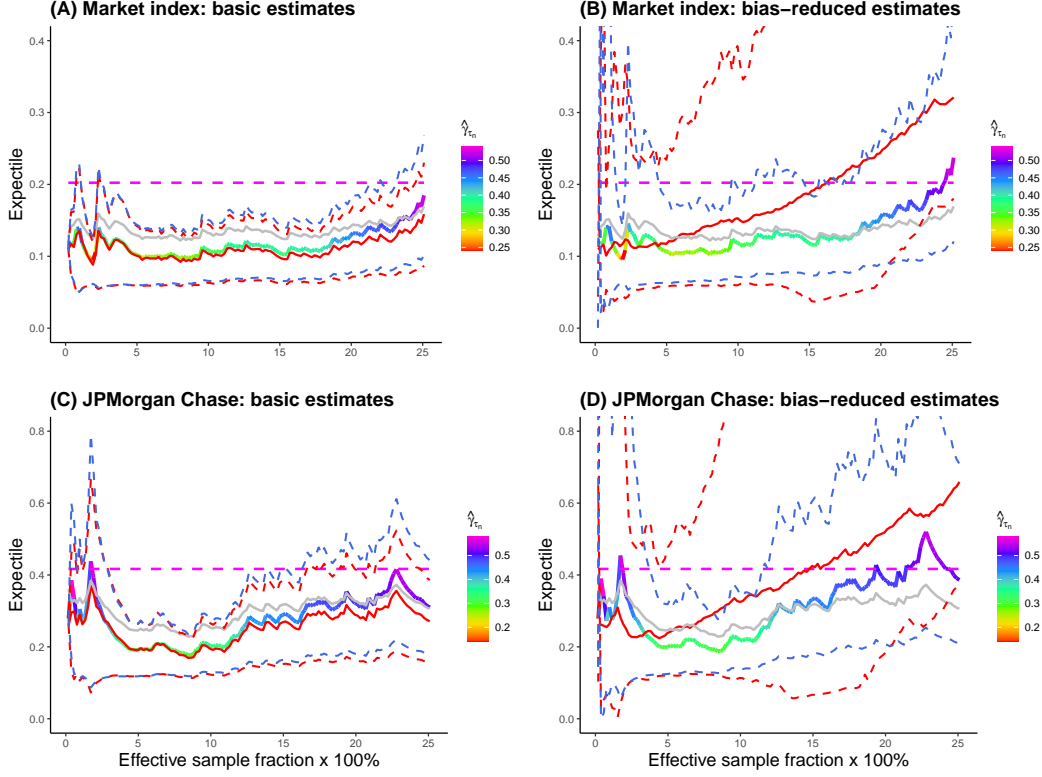 (A) Market index: basic estimates
Expectile
0.4
0.3
0.2
0.1
0.0
0 5 10 15 20 25
γ̂τn
0.50
0.45
0.40
0.35
0.30
0.25
(B) Market index: bias−reduced estimates
Expectile
0.4
0.3
0.2
0.1
0.0
0 5 10 15 20 25
γ̂τn
0.50
0.45
0.40
0.35
0.30
0.25
(C) JPMorgan Chase: basic estimates
Expectile
0.8
0.6
0.4
0.2
0.0
0 5 10 15 20 25
Effective sample fraction x 100%
γ̂τn
0.5
0.4
0.3
0.2
(D) JPMorgan Chase: bias−reduced estimates
Expectile
0.8
0.6
0.4
0.2
0.0
0 5 10 15 20 25
Effective sample fraction x 100%
γ̂τn
0.5
0.4
0.3
0.2